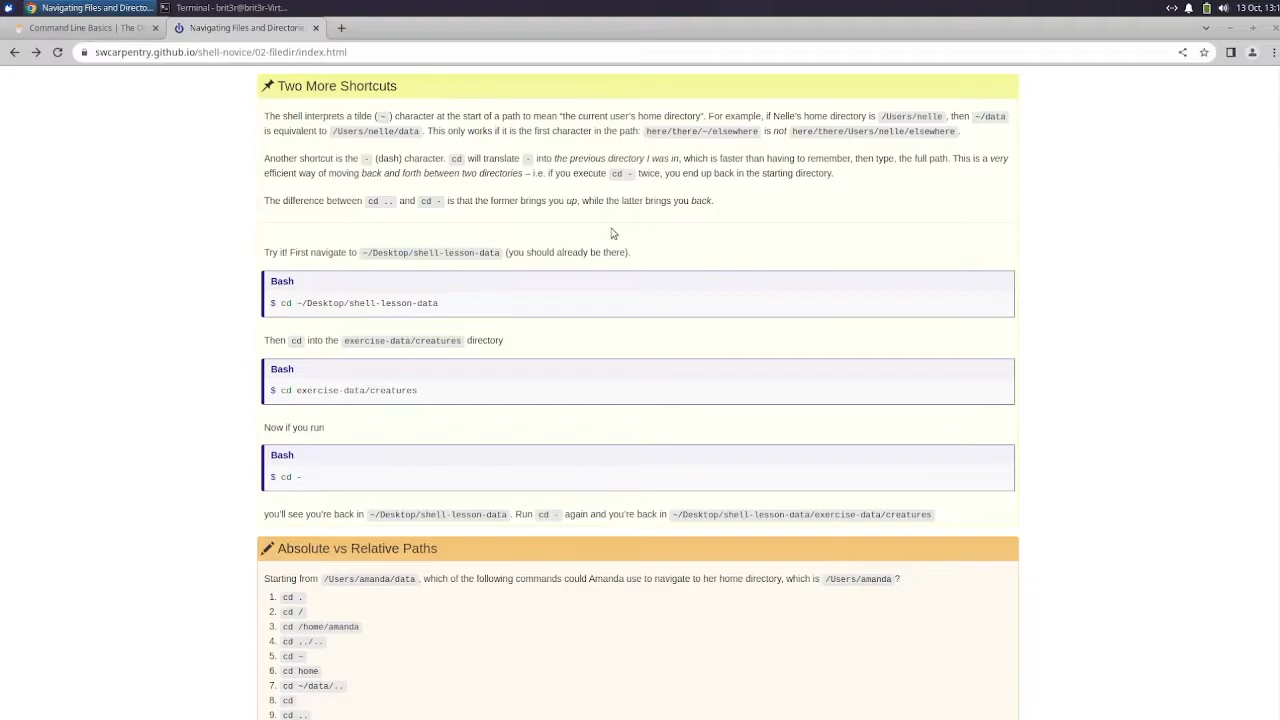 Navigating Files and Directo...
Terminal - brit3r@brit3r-Virt...
13 Oct, 13:1
Command Line Basics | The O
Navigating Files and Directorie
swcarpentry.github.io/shell-novice/02-filedir/index.html
Two More Shortcuts
The shell interprets a tilde ( ~ ) character at the start of a path to mean “the current user’s home directory”. For example, if Nelle’s home directory is /Users/nelle , then ~/data
is equivalent to /Users/nelle/data . This only works if it is the first character in the path: here/there/~/elsewhere is not here/there/Users/nelle/elsewhere .
Another shortcut is the - (dash) character. cd will translate - into the previous directory I was in, which is faster than having to remember, then type, the full path. This is a very
efficient way of moving back and forth between two directories – i.e. if you execute cd - twice, you end up back in the starting directory.
The difference between cd .. and cd - is that the former brings you up, while the latter brings you back.
Try it! First navigate to ~/Desktop/shell-lesson-data (you should already be there).
Bash
$ cd ~/Desktop/shell-lesson-data
Then cd into the exercise-data/creatures directory
Bash
$ cd exercise-data/creatures
Now if you run
Bash
$ cd -
you’ll see you’re back in ~/Desktop/shell-lesson-data . Run cd - again and you’re back in ~/Desktop/shell-lesson-data/exercise-data/creatures
Absolute vs Relative Paths
Starting from /Users/amanda/data , which of the following commands could Amanda use to navigate to her home directory, which is /Users/amanda ?
1. cd .
2. cd /
3. cd /home/amanda
4. cd ../..
5. cd ~
6. cd home
7. cd ~/data/..
8. cd
9. cd ..